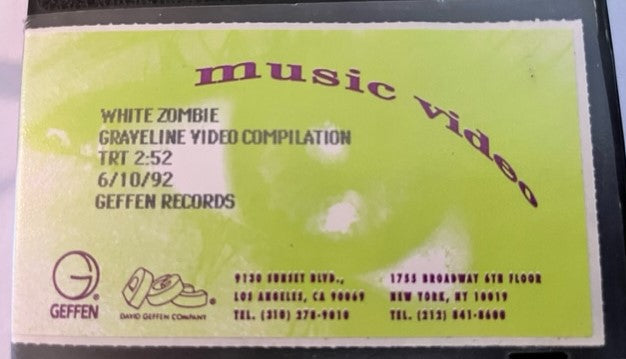 music video
WHITE ZOMBIE
GRAVELINE VIDEO COMPILATION
TRT 2:52
6/10/92
GEFFEN RECORDS
G®
GEFFEN
DGC®
DAVID GEFFEN COMPANY
9130 SUNSET BLVD.,
LOS ANGELES, CA 90069
TEL. (310) 278-9010
1755 BROADWAY 6TH FLOOR
NEW YORK, NY 10019
TEL. (212) 841-8600